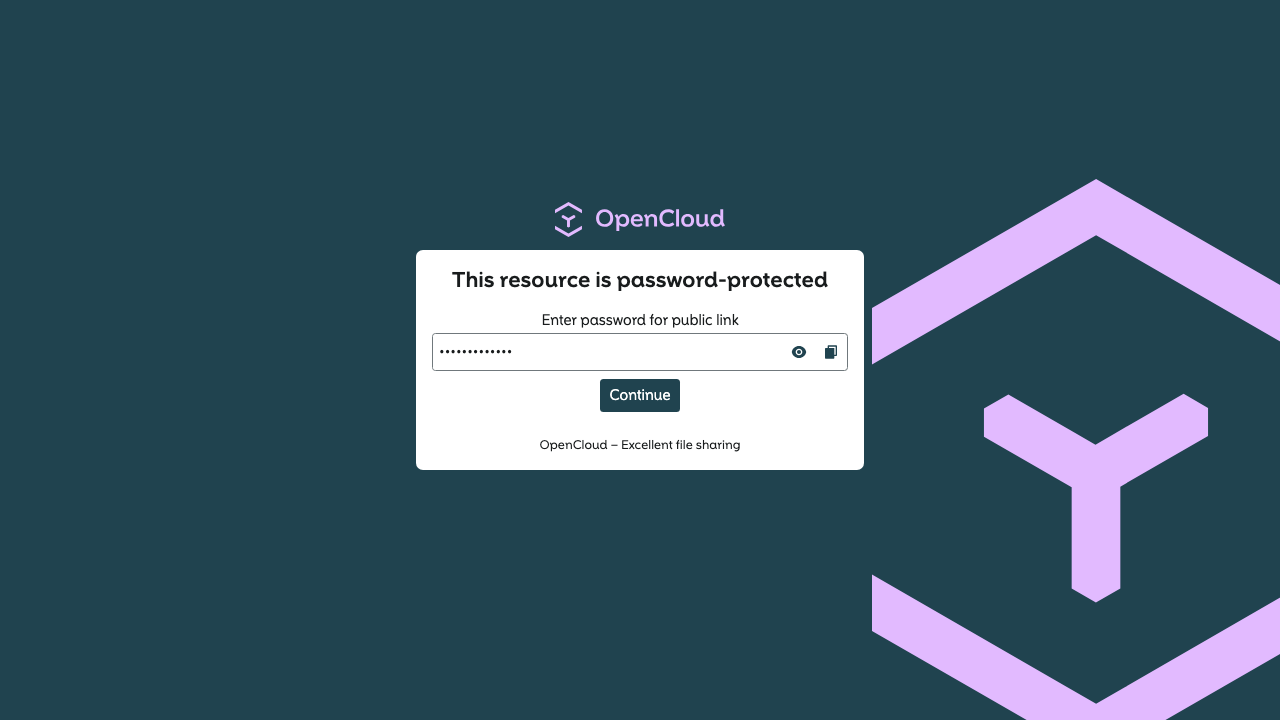 OpenCloud
This resource is password-protected
Enter password for public link
•••••••••••••
Continue
OpenCloud – Excellent file sharing